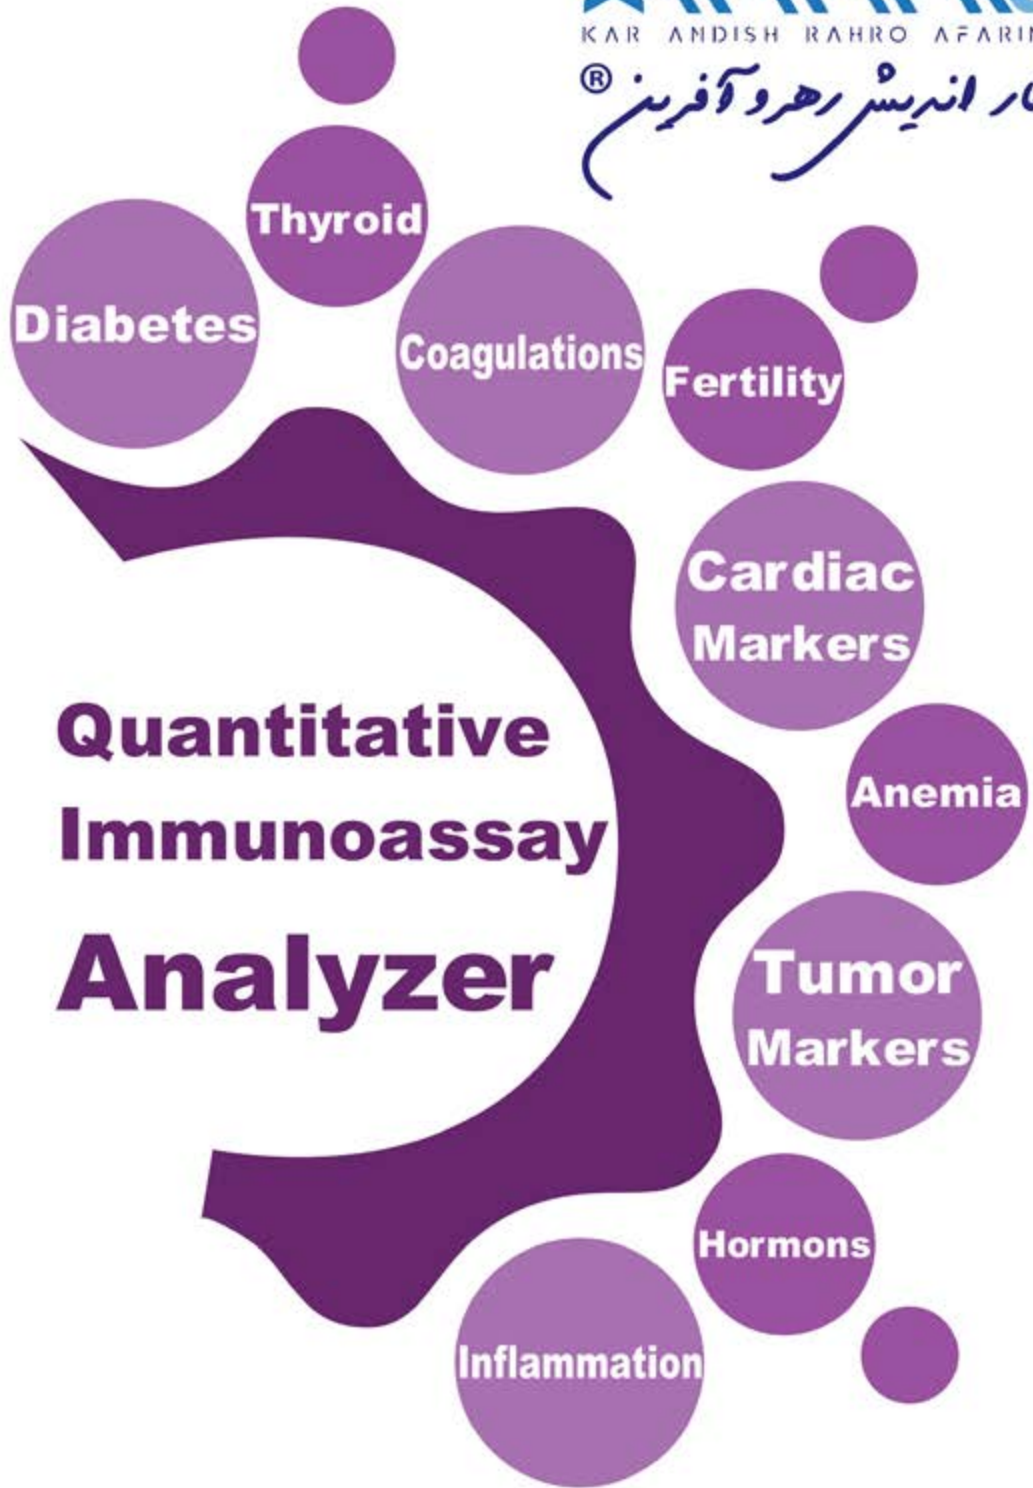 KAR ANDISH RAHRO AFARIN
اندیش رهرو آفرین ®
Thyroid
Diabetes
Coagulations
Fertility
Cardiac
Markers
Quantitative
Immunoassay
Analyzer
Anemia
Tumor
Markers
Hormons
Inflammation